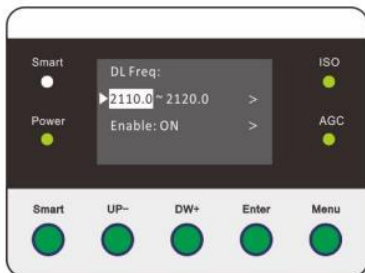 Smart
ISO
DL Freq:
2110.0~2120.0 >
Power
Enable: ON >
AGC
Smart UP- DW+ Enter Menu